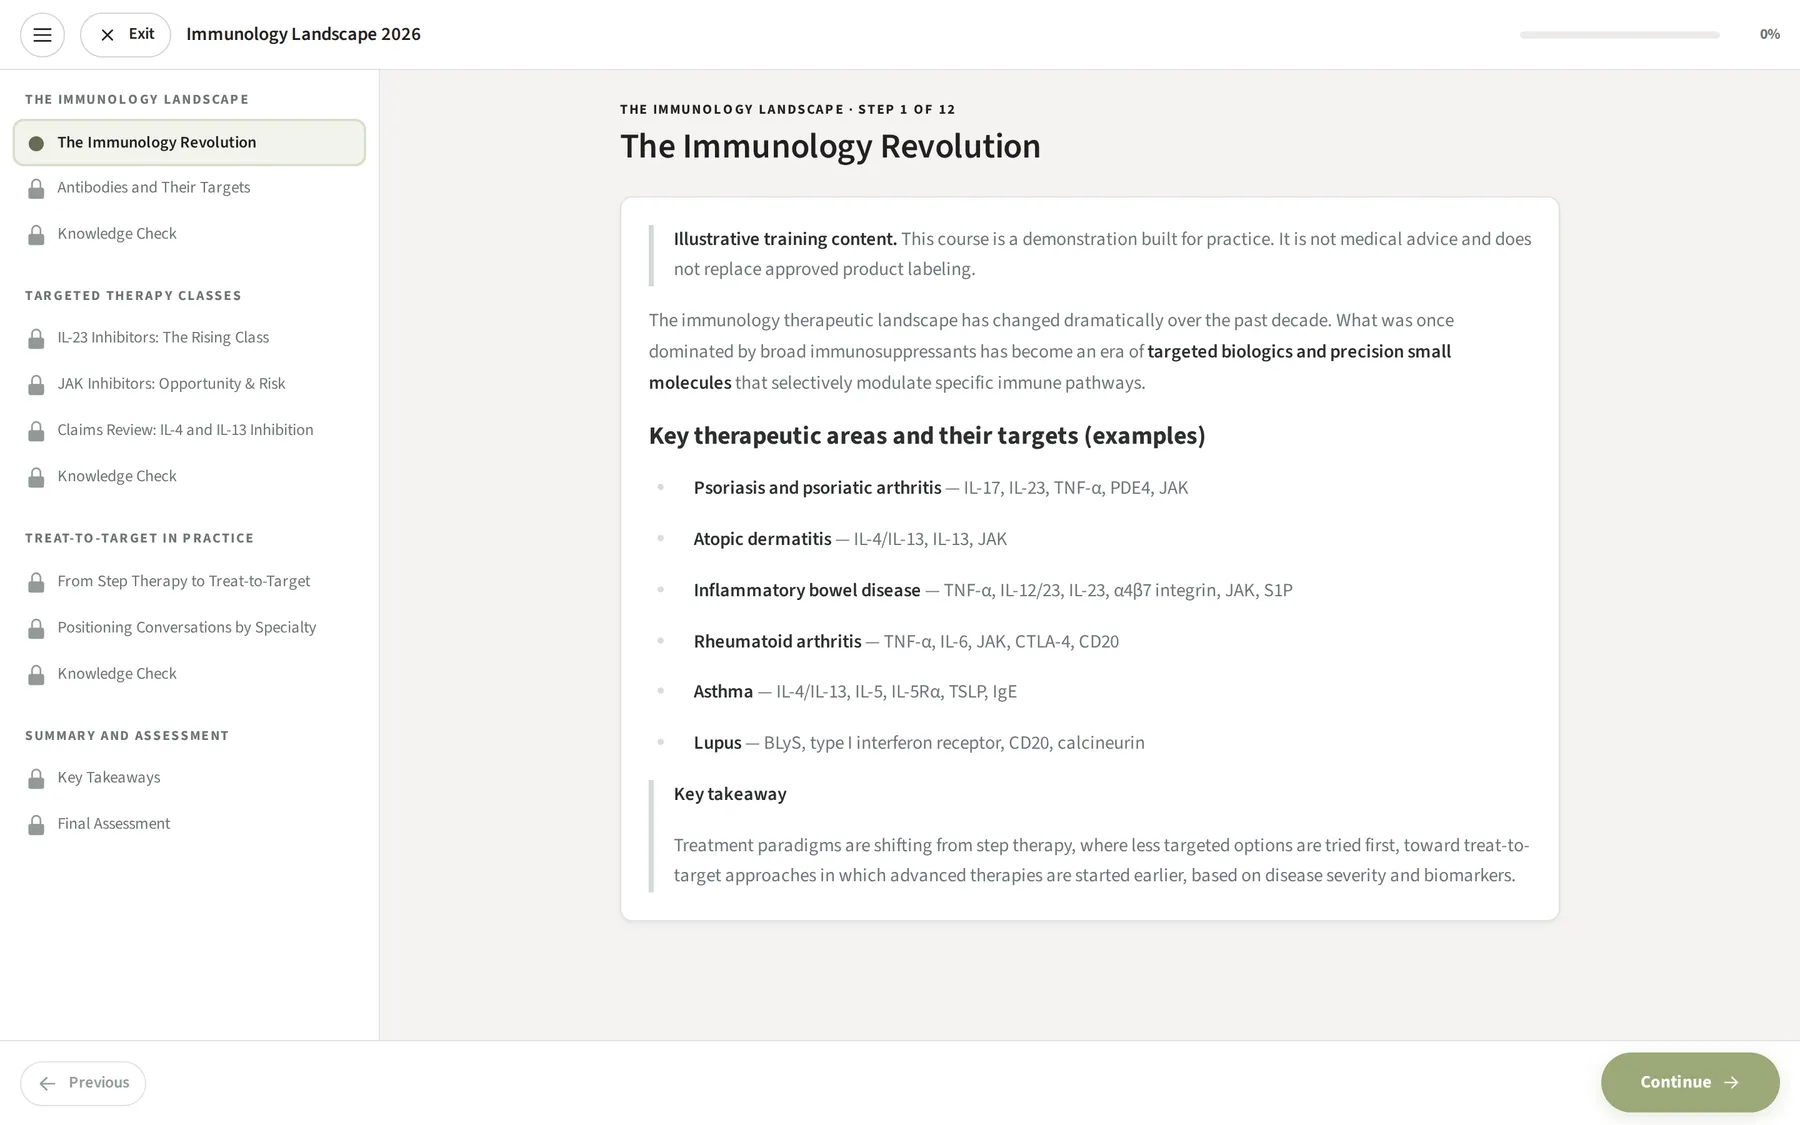 Exit
Immunology Landscape 2026
0%
THE IMMUNOLOGY LANDSCAPE
The Immunology Revolution
Antibodies and Their Targets
Knowledge Check
TARGETED THERAPY CLASSES
IL-23 Inhibitors: The Rising Class
JAK Inhibitors: Opportunity & Risk
Claims Review: IL-4 and IL-13 Inhibition
Knowledge Check
TREAT-TO-TARGET IN PRACTICE
From Step Therapy to Treat-to-Target
Positioning Conversations by Specialty
Knowledge Check
SUMMARY AND ASSESSMENT
Key Takeaways
Final Assessment
THE IMMUNOLOGY LANDSCAPE · STEP 1 OF 12
The Immunology Revolution
Illustrative training content. This course is a demonstration built for practice. It is not medical advice and does
not replace approved product labeling.
The immunology therapeutic landscape has changed dramatically over the past decade. What was once
dominated by broad immunosuppressants has become an era of targeted biologics and precision small
molecules that selectively modulate specific immune pathways.
Key therapeutic areas and their targets (examples)
• Psoriasis and psoriatic arthritis — IL-17, IL-23, TNF-α, PDE4, JAK
• Atopic dermatitis — IL-4/IL-13, IL-13, JAK
• Inflammatory bowel disease — TNF-α, IL-12/23, IL-23, α4β7 integrin, JAK, S1P
• Rheumatoid arthritis — TNF-α, IL-6, JAK, CTLA-4, CD20
• Asthma — IL-4/IL-13, IL-5, IL-5Rα, TSLP, IgE
• Lupus — BLyS, type I interferon receptor, CD20, calcineurin
Key takeaway
Treatment paradigms are shifting from step therapy, where less targeted options are tried first, toward treat-to-
target approaches in which advanced therapies are started earlier, based on disease severity and biomarkers.
Previous
Continue